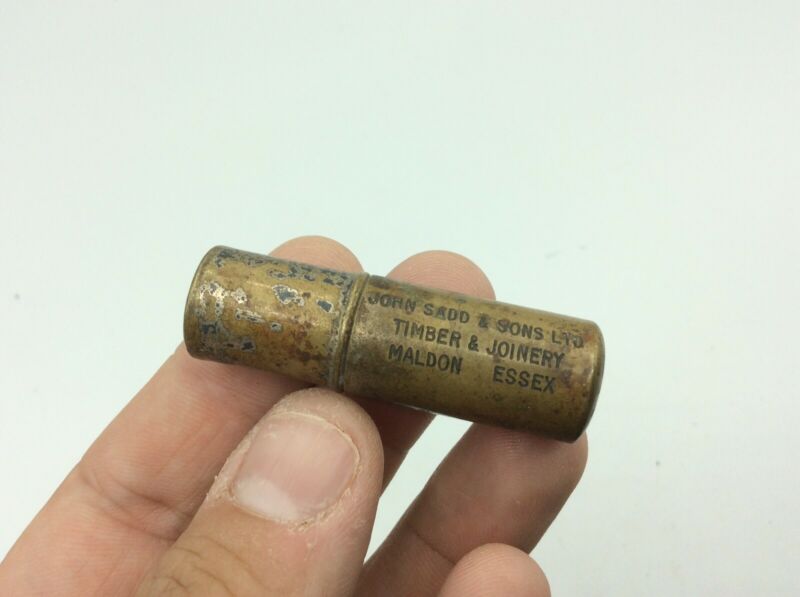 JOHN SADD & SONS LTD
TIMBER & JOINERY
MALDON ESSEX